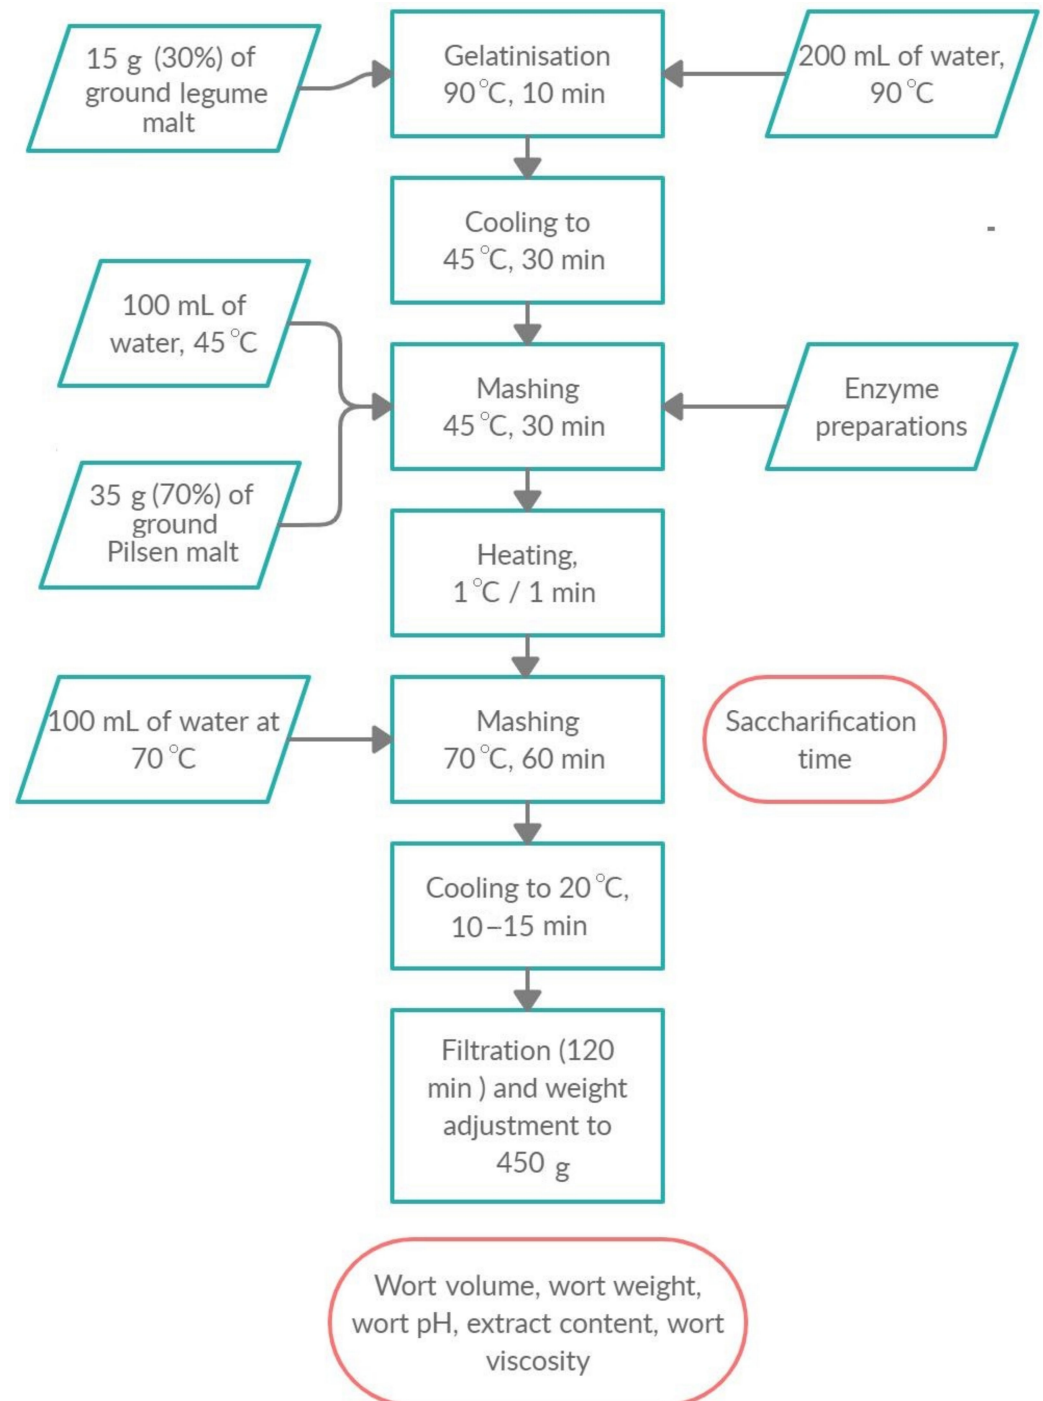 15 g (30%) of
ground legume
malt
Gelatinisation
90°C, 10 min
200 mL of water,
90°C
Cooling to
45°C, 30 min
100 mL of
water, 45°C
Mashing
45°C, 30 min
Enzyme
preparations
35 g (70%) of
ground
Pilsen malt
Heating,
1°C / 1 min
100 mL of water at
70°C
Mashing
70°C, 60 min
Saccharification
time
Cooling to 20°C,
10–15 min
Filtration (120
min ) and weight
adjustment to
450 g
Wort volume, wort weight,
wort pH, extract content, wort
viscosity